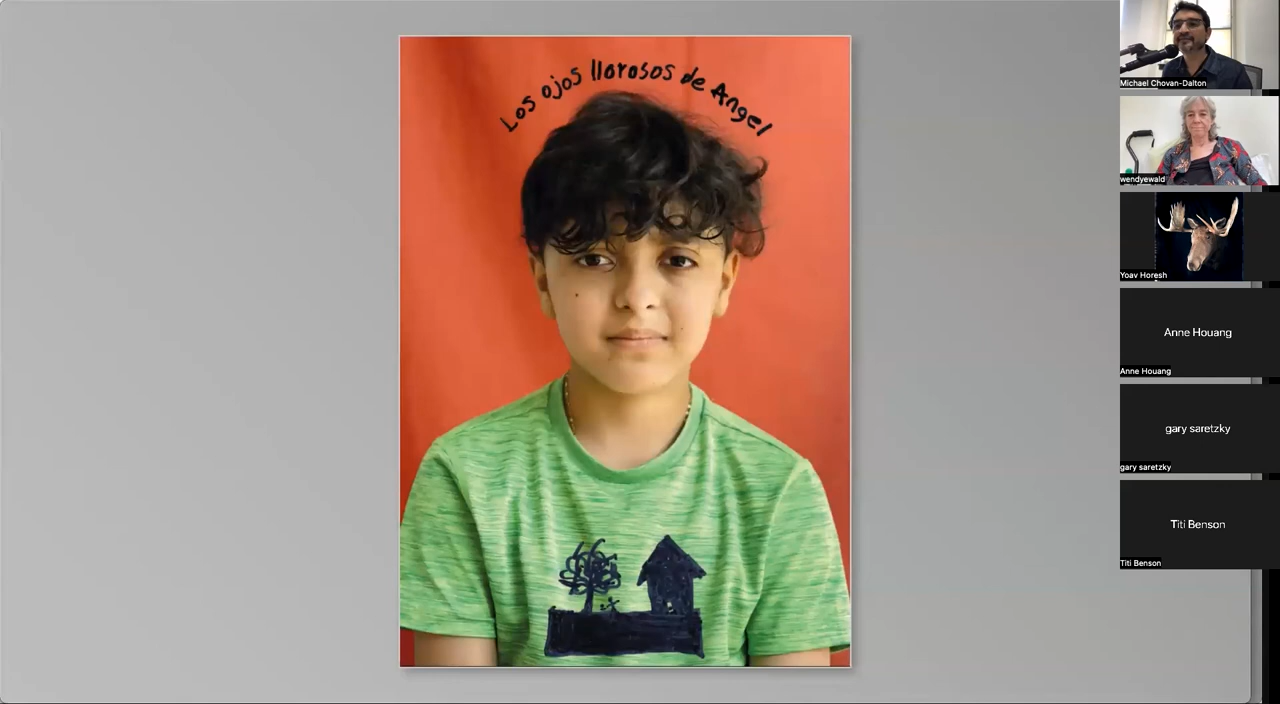 Los ojos llorosos de Angel
Michael Chovan-Dalton
wendyewald
Yoav Horesh
Anne Houang
Anne Houang
gary saretzky
gary saretzky
Titi Benson
Titi Benson